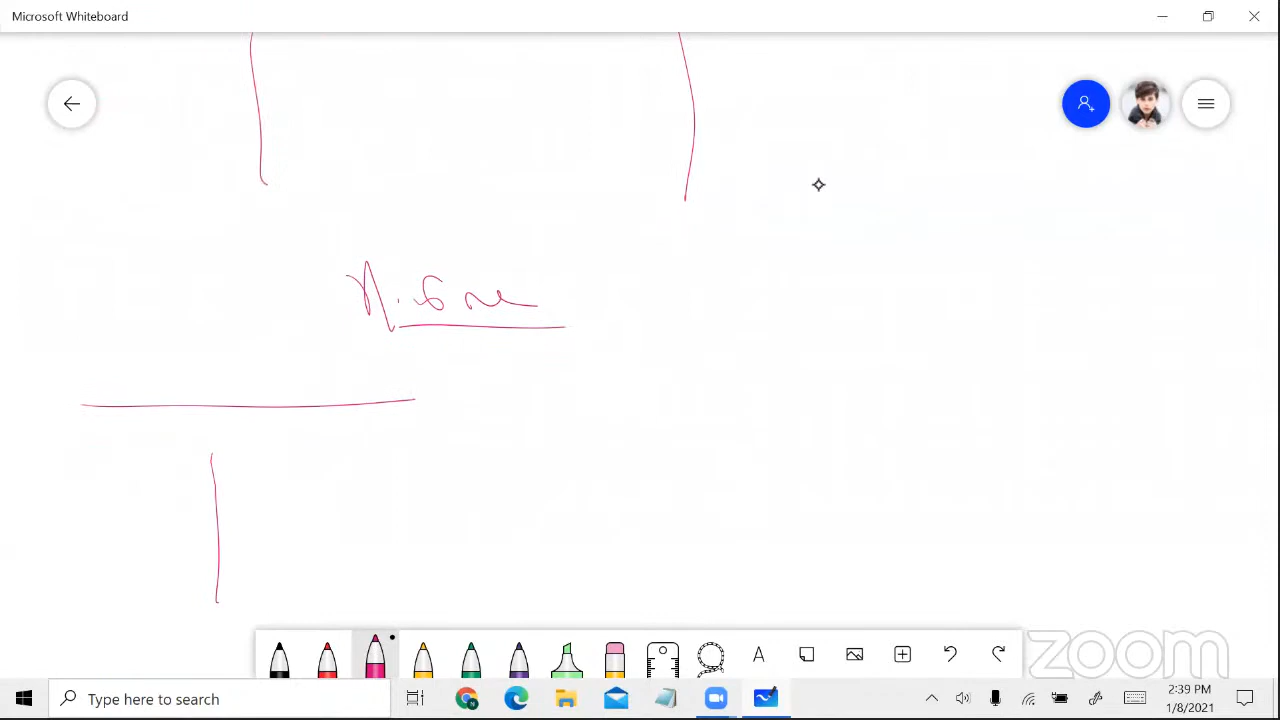 Microsoft Whiteboard
zoom
Type here to search
2:39 PM
1/8/2021